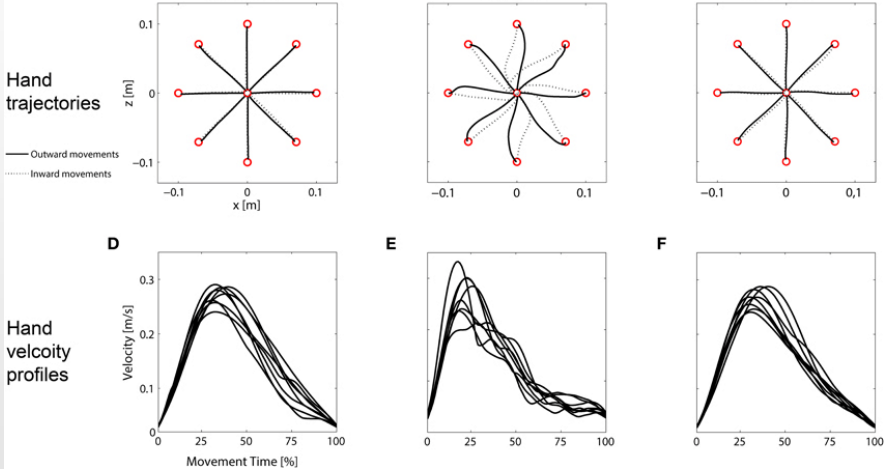 0.1
0
−0.1
z [m]
−0.1
0
0.1
x [m]
−0.1
0
0.1
−0.1
0
0,1
Hand
trajectories
Outward movements
Inward movements
D
E
F
Hand
velcoity
profiles
Velocity [m/s]
0.3
0.2
0.1
0
0
25
50
75
100
Movement Time [%]
0
25
50
75
100
0
25
50
75
100